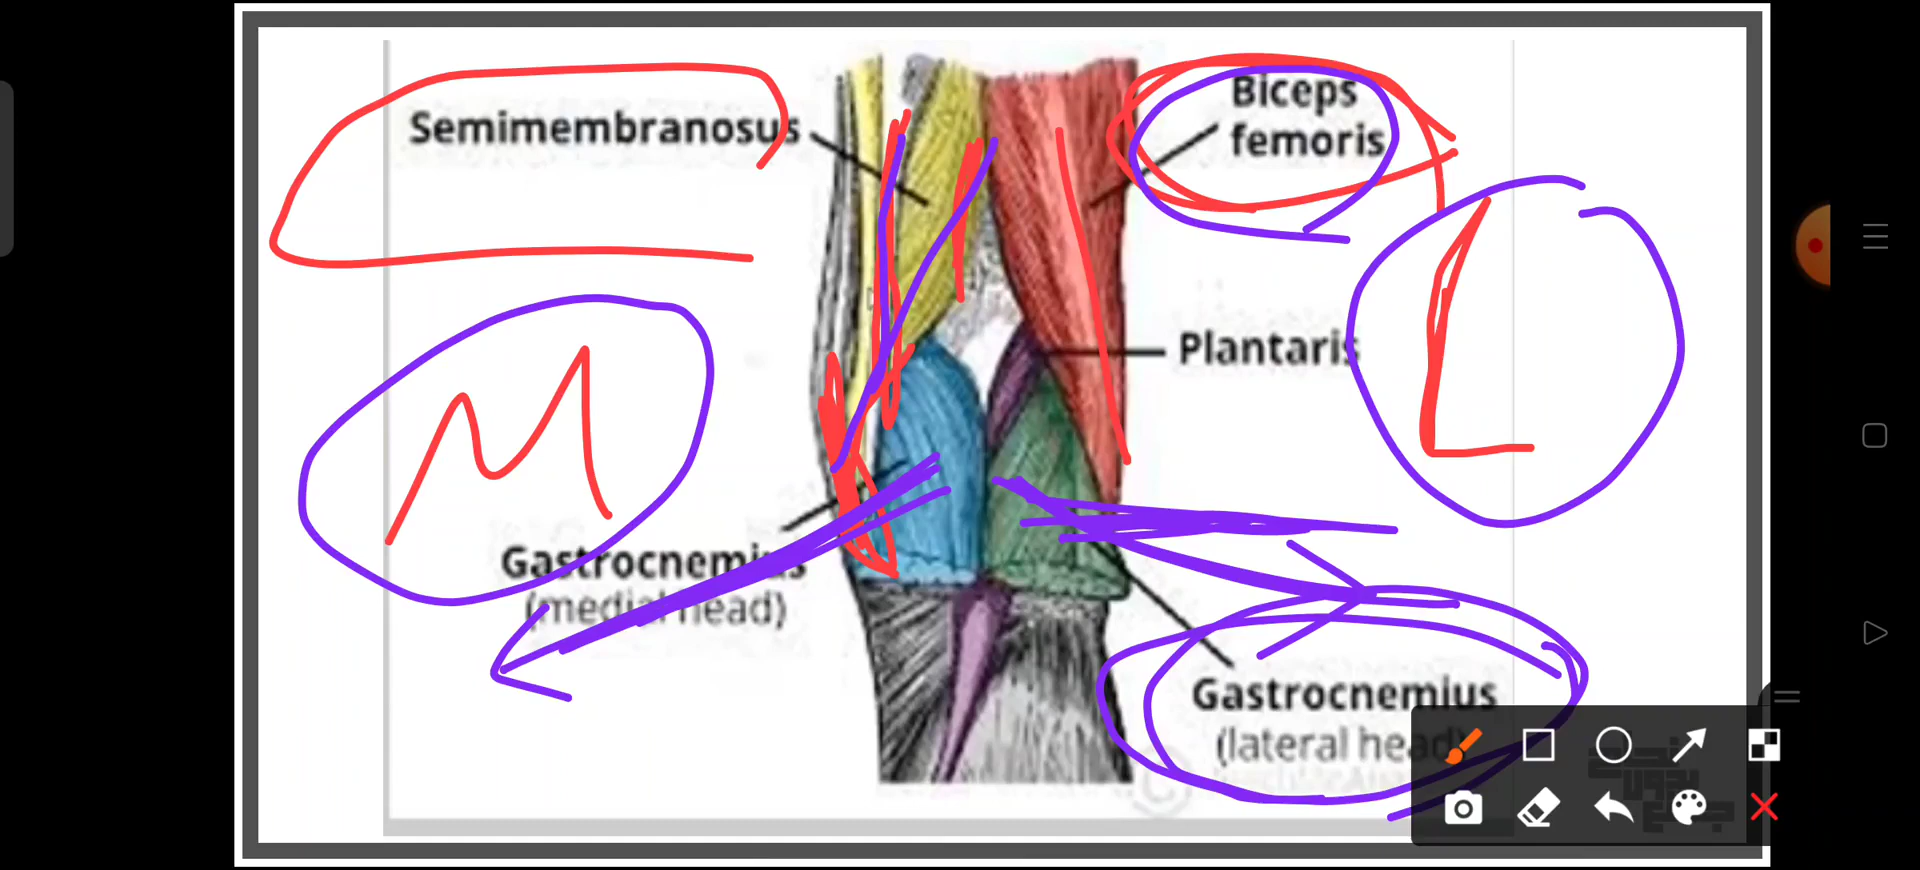 Semimembranosus
Biceps
femoris
M
L
Plantaris
Gastrocnemius
(medial head)
Gastrocnemius
(lateral head)